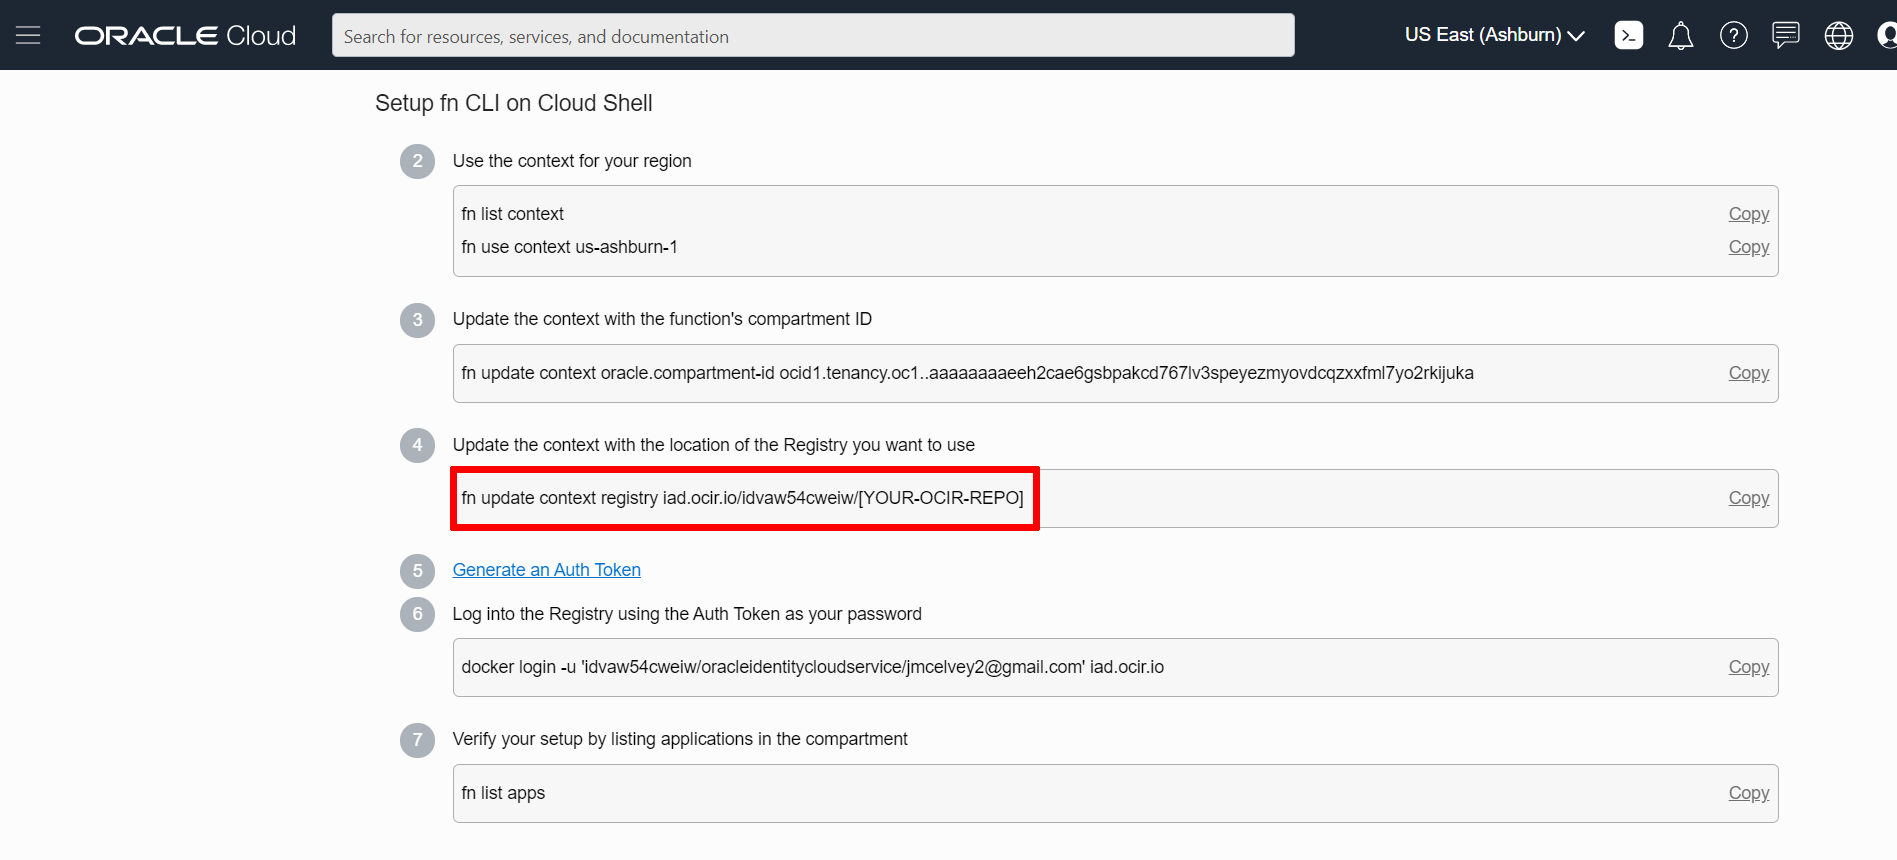 ORACLE Cloud
Search for resources, services, and documentation
US East (Ashburn)
Setup fn CLI on Cloud Shell
2 Use the context for your region
fn list context Copy
fn use context us-ashburn-1 Copy
3 Update the context with the function's compartment ID
fn update context oracle.compartment-id ocid1.tenancy.oc1..aaaaaaaaeeh2cae6gsbpakcd767lv3speyezmyovdcqzxxfml7yo2rkijuka Copy
4 Update the context with the location of the Registry you want to use
fn update context registry iad.ocir.io/idvaw54cweiw/[YOUR-OCIR-REPO] Copy
5 Generate an Auth Token
6 Log into the Registry using the Auth Token as your password
docker login -u 'idvaw54cweiw/oracleidentitycloudservice/jmcelvey2@gmail.com' iad.ocir.io Copy
7 Verify your setup by listing applications in the compartment
fn list apps Copy